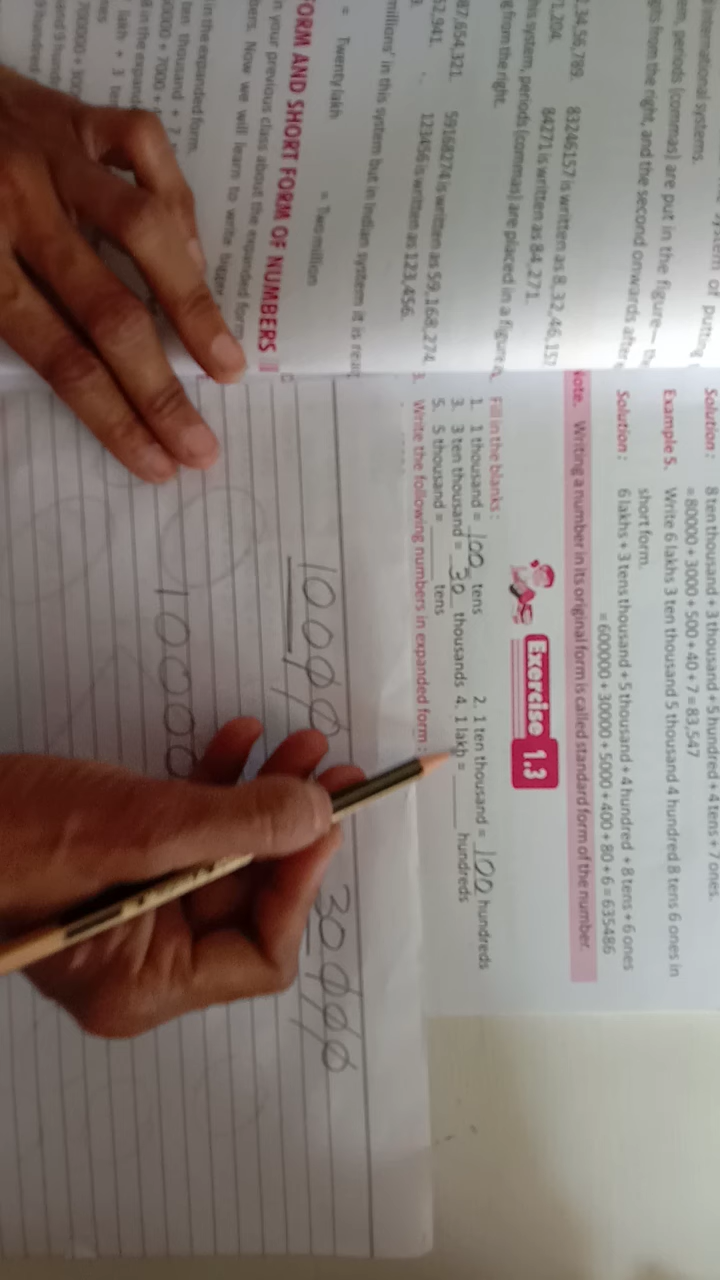 international systems.
periods (commas) are put in the figure—
from the right, and the second onwards after
83246157 is written as 8,32,46,157
84271 is written as 84,271.
this system, periods (commas) are placed in a figure
from the right.
59168274 is written as 59,168,274.
123456 is written as 123,456.
millions' in this system but in Indian system it is
= Twenty lakh
= Two million
FORM AND SHORT FORM OF NUMBERS
in your previous class about the expanded form
Now we will learn to write bigger
in the expanded form.
Solution : 8 ten thousand + 3 thousand + 5 hundred + 4 tens + 7 ones.
= 80000 + 3000 + 500 + 40 + 7 = 83,547
Example 5. Write 6 lakhs 3 ten thousand 5 thousand 4 hundred 8 tens 6 ones in
short form.
Solution : 6 lakhs + 3 tens thousand + 5 thousand + 4 hundred + 8 tens + 6 ones
= 600000 + 30000 + 5000 + 400 + 80 + 6 = 635486
Note. Writing a number in its original form is called standard form of the number.
Exercise 1.3
Fill in the blanks :
1. 1 thousand = 100 tens 2. 1 ten thousand = 100 hundreds
3. 3 ten thousand = 30 thousands 4. 1 lakh = ____ hundreds
5. 5 thousand = ____ tens
Write the following numbers in expanded form :
1000 30000
10000